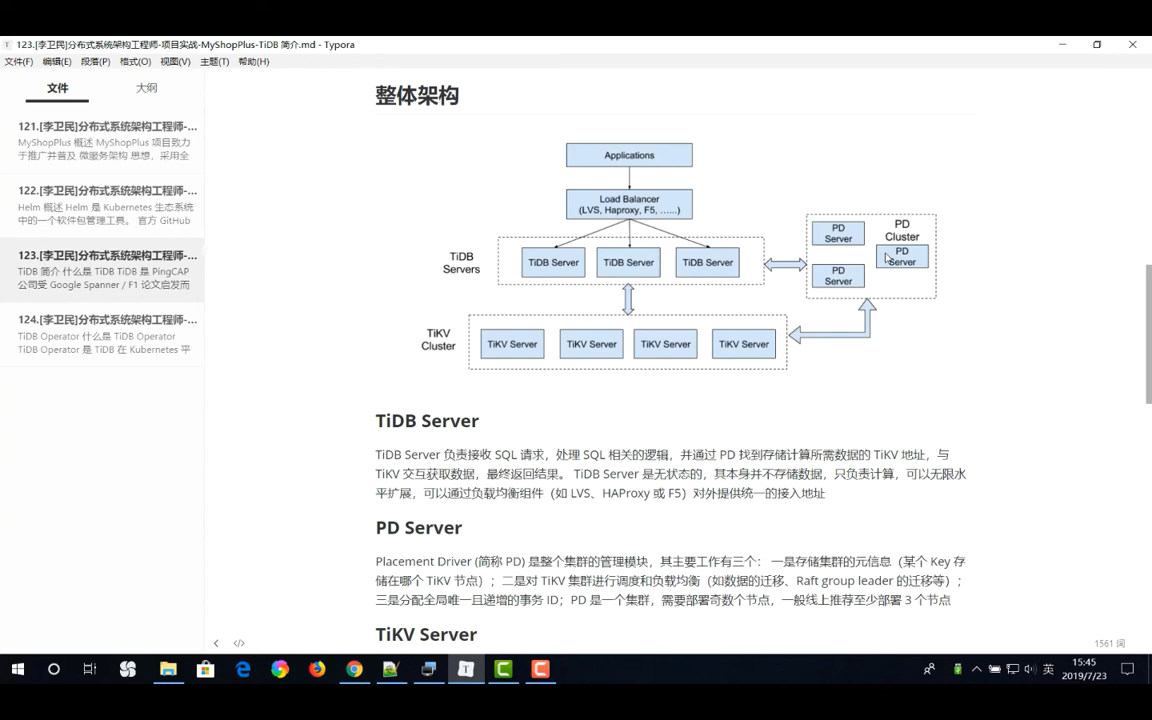 123.[李卫民]分布式系统架构工程师-项目实战-MyShopPlus-TiDB 简介.md - Typora
文件(F) 编辑(E) 段落(P) 格式(O) 视图(V) 主题(T) 帮助(H)
文件 大纲
121.[李卫民]分布式系统架构工程师-...
MyShopPlus 概述 MyShopPlus 项目致力
于推广并普及 微服务架构 思想，采用全
122.[李卫民]分布式系统架构工程师-...
Helm 概述 Helm 是 Kubernetes 生态系统
中的一个软件包管理工具。 官方 GitHub
123.[李卫民]分布式系统架构工程师-...
TiDB 简介 什么是 TiDB TiDB 是 PingCAP
公司受 Google Spanner / F1 论文启发而
124.[李卫民]分布式系统架构工程师-...
TiDB Operator 什么是 TiDB Operator
TiDB Operator 是 TiDB 在 Kubernetes 平
整体架构
Applications
Load Balancer
(LVS, Haproxy, F5, ......)
TiDB
Servers
TiDB Server
TiDB Server
TiDB Server
PD
Server
PD
Cluster
PD
Server
PD
Server
TiKV
Cluster
TiKV Server
TiKV Server
TiKV Server
TiKV Server
TiDB Server
TiDB Server 负责接收 SQL 请求，处理 SQL 相关的逻辑，并通过 PD 找到存储计算所需数据的 TiKV 地址，与
TiKV 交互获取数据，最终返回结果。 TiDB Server 是无状态的，其本身并不存储数据，只负责计算，可以无限水
平扩展，可以通过负载均衡组件（如 LVS、HAProxy 或 F5）对外提供统一的接入地址
PD Server
Placement Driver (简称 PD) 是整个集群的管理模块，其主要工作有三个： 一是存储集群的元信息（某个 Key 存
储在哪个 TiKV 节点）；二是对 TiKV 集群进行调度和负载均衡（如数据的迁移、Raft group leader 的迁移等）；
三是分配全局唯一且递增的事务 ID；PD 是一个集群，需要部署奇数个节点，一般线上推荐至少部署 3 个节点
TiKV Server
1561 词
英
15:45
2019/7/23